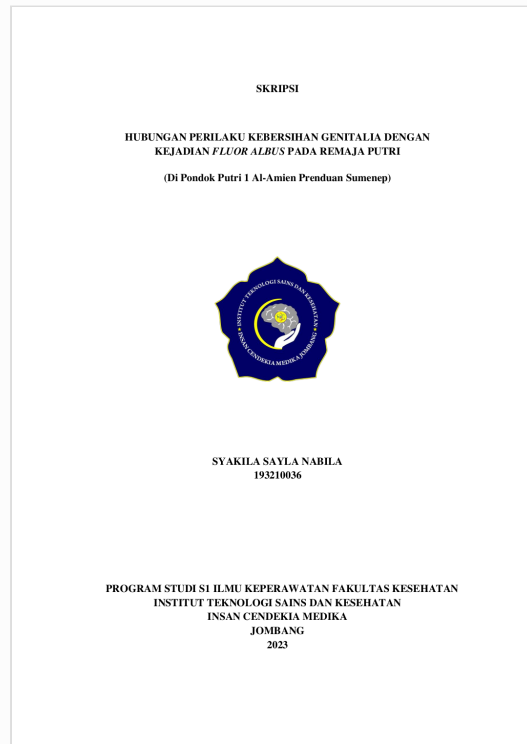 SKRIPSI
HUBUNGAN PERILAKU KEBERSIHAN GENITALIA DENGAN
KEJADIAN FLUOR ALBUS PADA REMAJA PUTRI
(Di Pondok Putri 1 Al-Amien Prenduan Sumenep)
INSTITUT TEKNOLOGI SAINS DAN KESEHATAN
INSAN CENDEKIA MEDIKA JOMBANG
SYAKILA SAYLA NABILA
193210036
PROGRAM STUDI S1 ILMU KEPERAWATAN FAKULTAS KESEHATAN
INSTITUT TEKNOLOGI SAINS DAN KESEHATAN
INSAN CENDEKIA MEDIKA
JOMBANG
2023